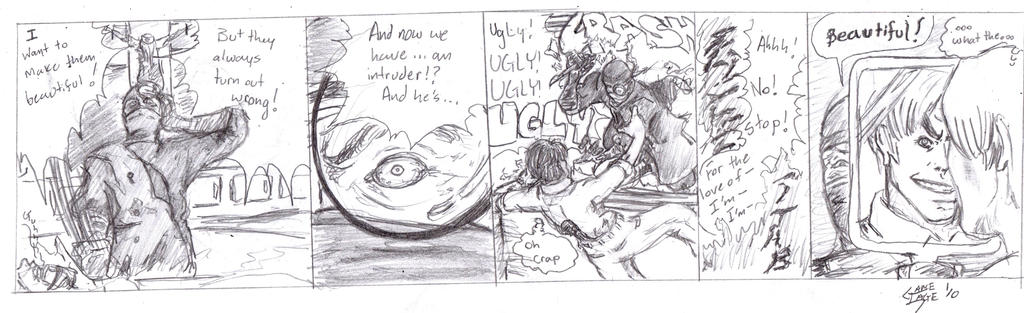 I
want to
make them
beautiful!
But they
always
turn out
wrong!
And now we
have...an
intruder!?
And he's...
Ugly!
UGLY!
UGLY!
UGLY
CRASH
Oh
crap
Ahhh!
No!
Stop!
For the
love of-
I'm-
I'm-
Beautiful!
...
what the...